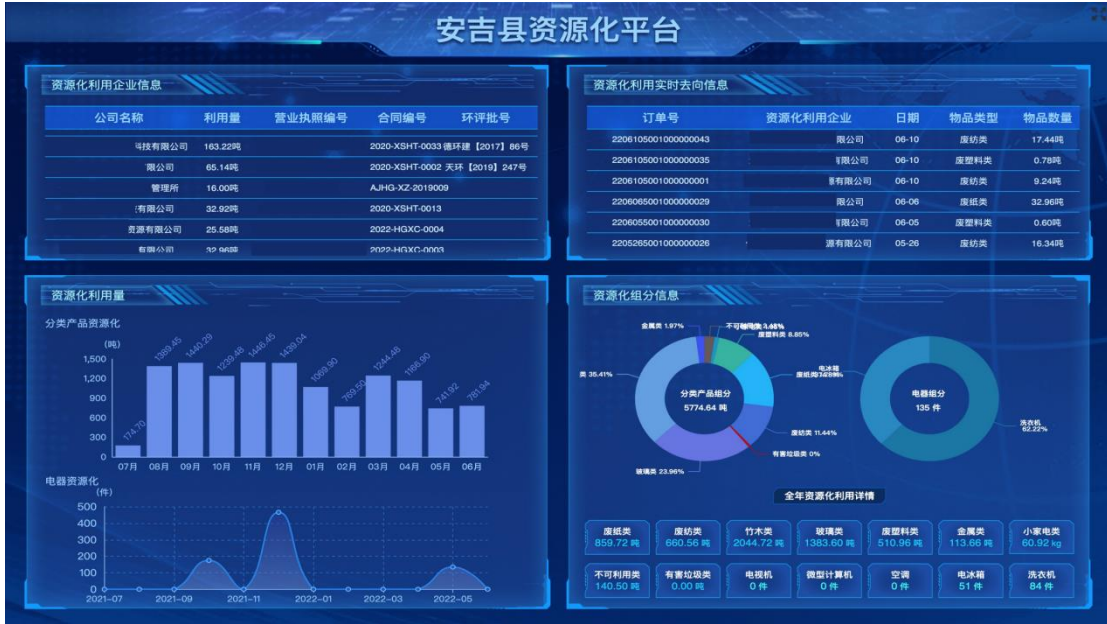 安吉县资源化平台
资源化利用企业信息
公司名称 利用量 营业执照编号 合同编号 环评批号
科技有限公司 163.22吨 2020-XSHT-0033 德环建【2017】86号
限公司 65.14吨 2020-XSHT-0002 天环【2019】247号
管理所 16.00吨 AJHG-XZ-2019009
有限公司 32.92吨 2020-XSHT-0013
资源有限公司 25.58吨 2022-HGXC-0004
有限公司 32.96吨 2022-HGXC-0003
资源化利用实时去向信息
订单号 资源化利用企业 日期 物品类型 物品数量
2206105001000000043 限公司 06-10 废纺类 17.44吨
2206105001000000035 限公司 06-10 废塑料类 0.78吨
2206105001000000001 有限公司 06-10 废纺类 9.24吨
2206065001000000029 限公司 06-06 废纸类 32.96吨
2206055001000000030 限公司 06-05 废塑料类 0.60吨
2205265001000000026 源有限公司 05-26 废纺类 16.34吨
资源化利用量
分类产品资源化
(吨)
1,500
1,200
900
600
300
0
174.70 1389.45 1440.29 1239.48 1446.45 1439.04 1069.90 769.50 1244.48 1168.90 741.92 781.94
07月 08月 09月 10月 11月 12月 01月 02月 03月 04月 05月 06月
电器资源化
(件)
500
400
300
200
100
0
2021-07 2021-09 2021-11 2022-01 2022-03 2022-05
资源化组分信息
金属类 1.97%
废塑料类 8.85%
类 35.41%
分类产品组分
5774.64 吨
废纺类 11.44%
有害垃圾类 0%
玻璃类 23.96%
电冰箱
电器组分
135 件
洗衣机
62.22%
全年资源化利用详情
废纸类 废纺类 竹木类 玻璃类 废塑料类 金属类 小家电类
859.72 吨 660.56 吨 2044.72 吨 1383.60 吨 510.96 吨 113.66 吨 60.92 kg
不可利用类 有害垃圾类 电视机 微型计算机 空调 电冰箱 洗衣机
140.50 吨 0.00 吨 0 件 0 件 0 件 51 件 84 件